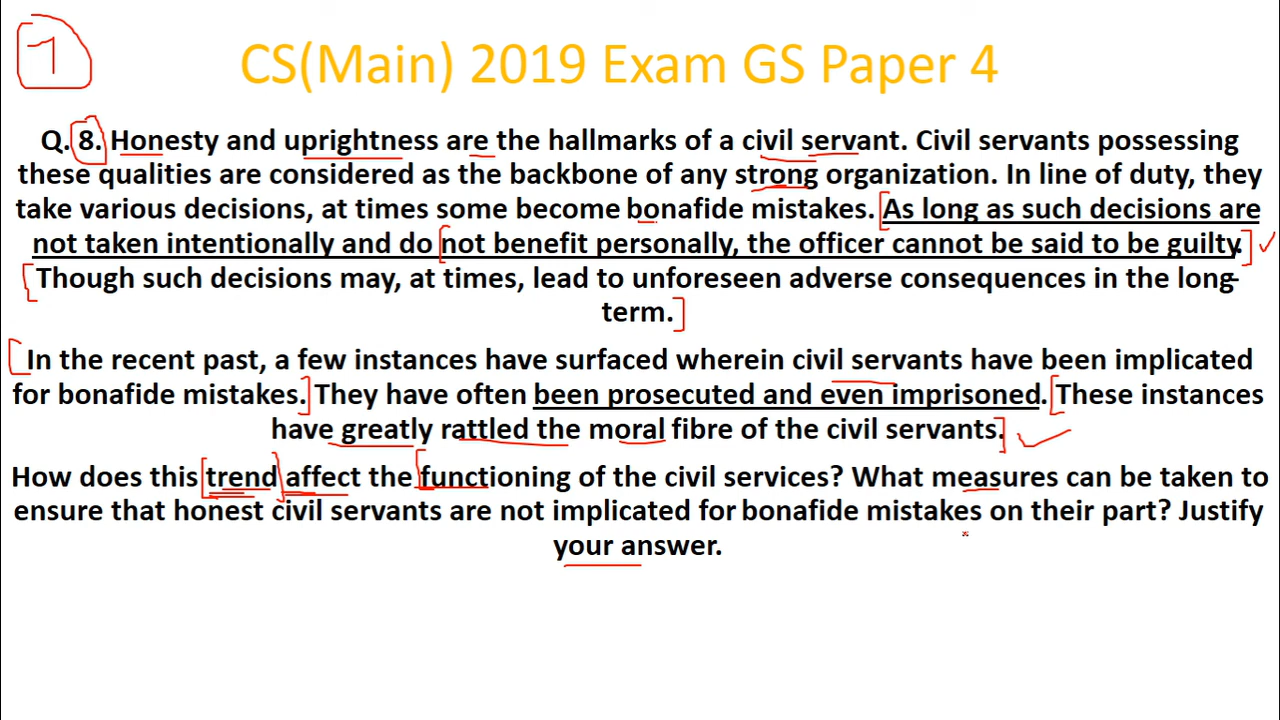 1
CS(Main) 2019 Exam GS Paper 4
Q. 8. Honesty and uprightness are the hallmarks of a civil servant. Civil servants possessing
these qualities are considered as the backbone of any strong organization. In line of duty, they
take various decisions, at times some become bonafide mistakes. As long as such decisions are
not taken intentionally and do not benefit personally, the officer cannot be said to be guilty.
Though such decisions may, at times, lead to unforeseen adverse consequences in the long-
term.
In the recent past, a few instances have surfaced wherein civil servants have been implicated
for bonafide mistakes. They have often been prosecuted and even imprisoned. These instances
have greatly rattled the moral fibre of the civil servants.
How does this trend affect the functioning of the civil services? What measures can be taken to
ensure that honest civil servants are not implicated for bonafide mistakes on their part? Justify
your answer.